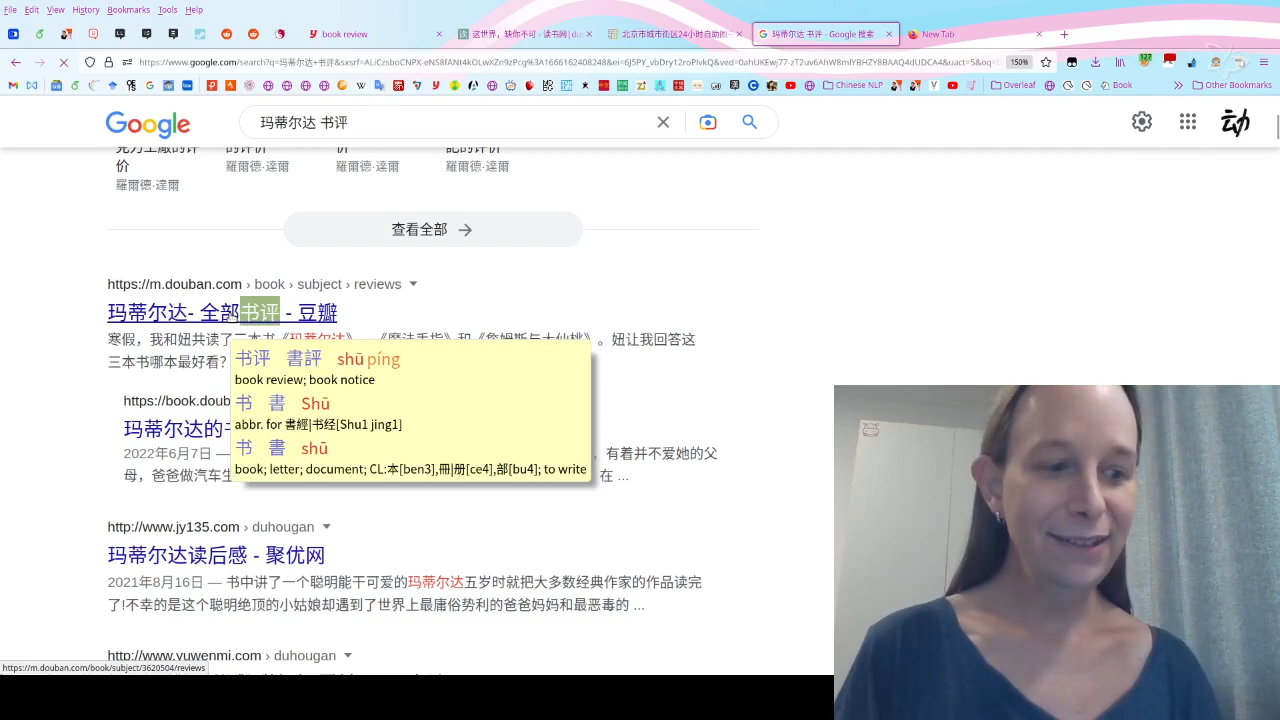 File Edit View History Bookmarks Tools Help
book review
这世界，缺你不可 - 读书网|du
北京市城市街区24小时自助图
玛蒂尔达 书评 - Google 搜索
New Tab
150%
Chinese NLP
Overleaf
Book
Other Bookmarks
Google
玛蒂尔达 书评
价
的评价
羅爾德·達爾
羅爾德·達爾
羅爾德·達爾
羅爾德·達爾
查看全部
https://m.douban.com › book › subject › reviews
玛蒂尔达- 全部书评 - 豆瓣
三本书哪本最好看?
书评 書評 shū píng
book review; book notice
书 書 Shū
abbr. for 書經|书经[Shu1 jing1]
书 書 shū
book; letter; document; CL:本[ben3],冊|册[ce4],部[bu4]; to write
https://book.doub
玛蒂尔达的
2022年6月7日 — 有着并不爱她的父
母，爸爸做汽车生 在 ...
http://www.jy135.com › duhougan
玛蒂尔达读后感 - 聚优网
2021年8月16日 — 书中讲了一个聪明能干可爱的玛蒂尔达五岁时就把大多数经典作家的作品读完
了!不幸的是这个聪明绝顶的小姑娘却遇到了世界上最庸俗势利的爸爸妈妈和最恶毒的 ...
http://www.yuwenmi.com › duhougan
https://m.douban.com/book/subject/3620504/reviews